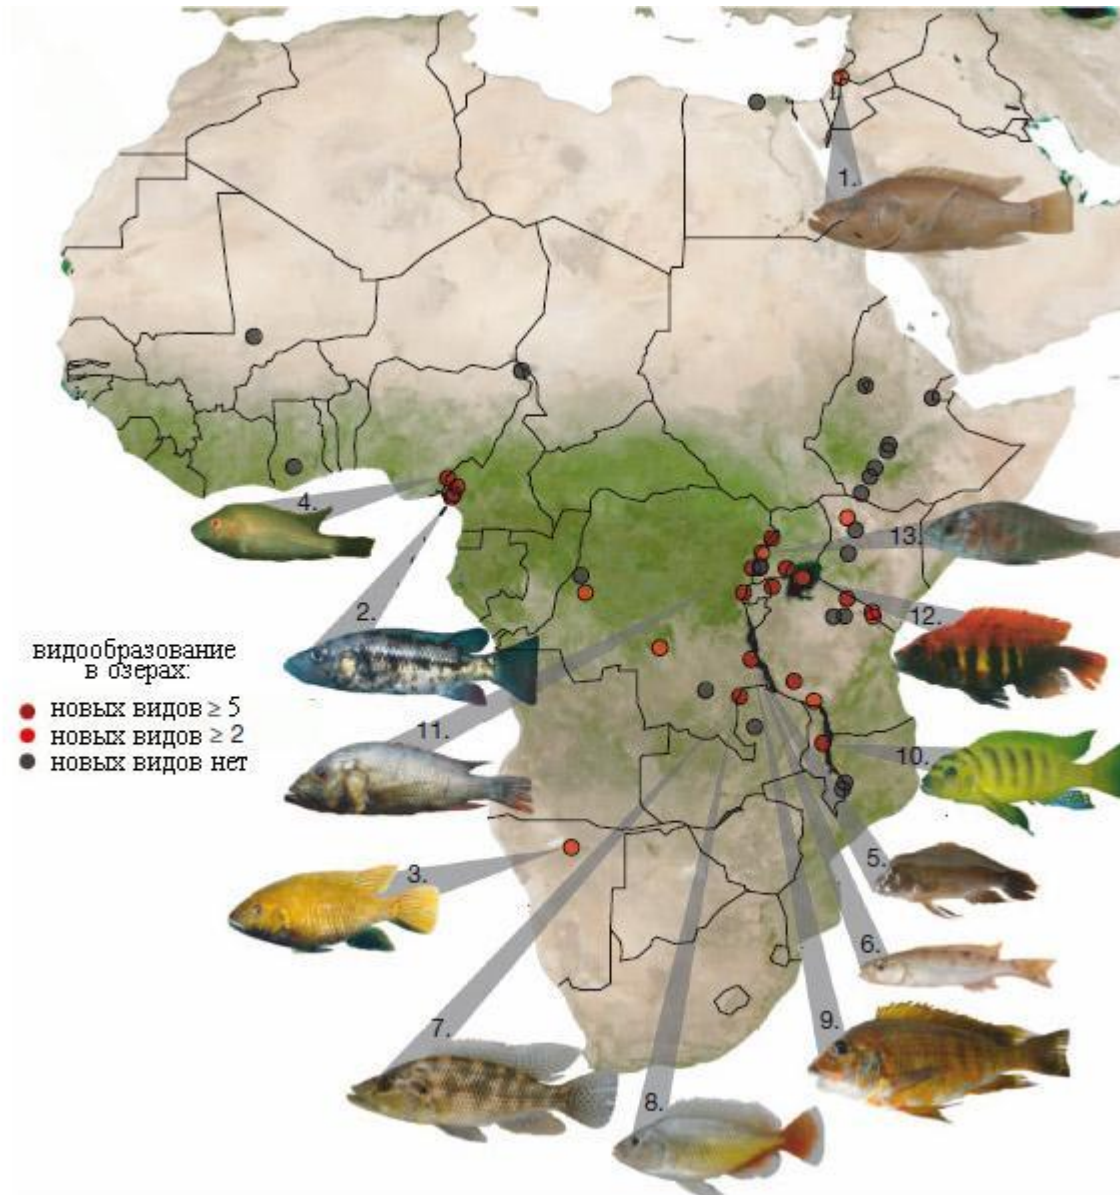 1.
4.
13.
2.
12.
видообразование
в озерах:
новых видов ≥ 5
новых видов ≥ 2
новых видов нет
11.
10.
5.
3.
6.
7.
9.
8.